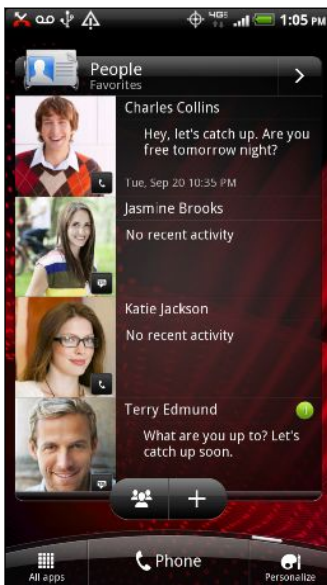 4G
1:05 PM
People
Favorites
Charles Collins
Hey, let's catch up. Are you
free tomorrow night?
Tue, Sep 20 10:35 PM
Jasmine Brooks
No recent activity
Katie Jackson
No recent activity
Terry Edmund
What are you up to? Let's
catch up soon.
Phone
All apps
Personalize